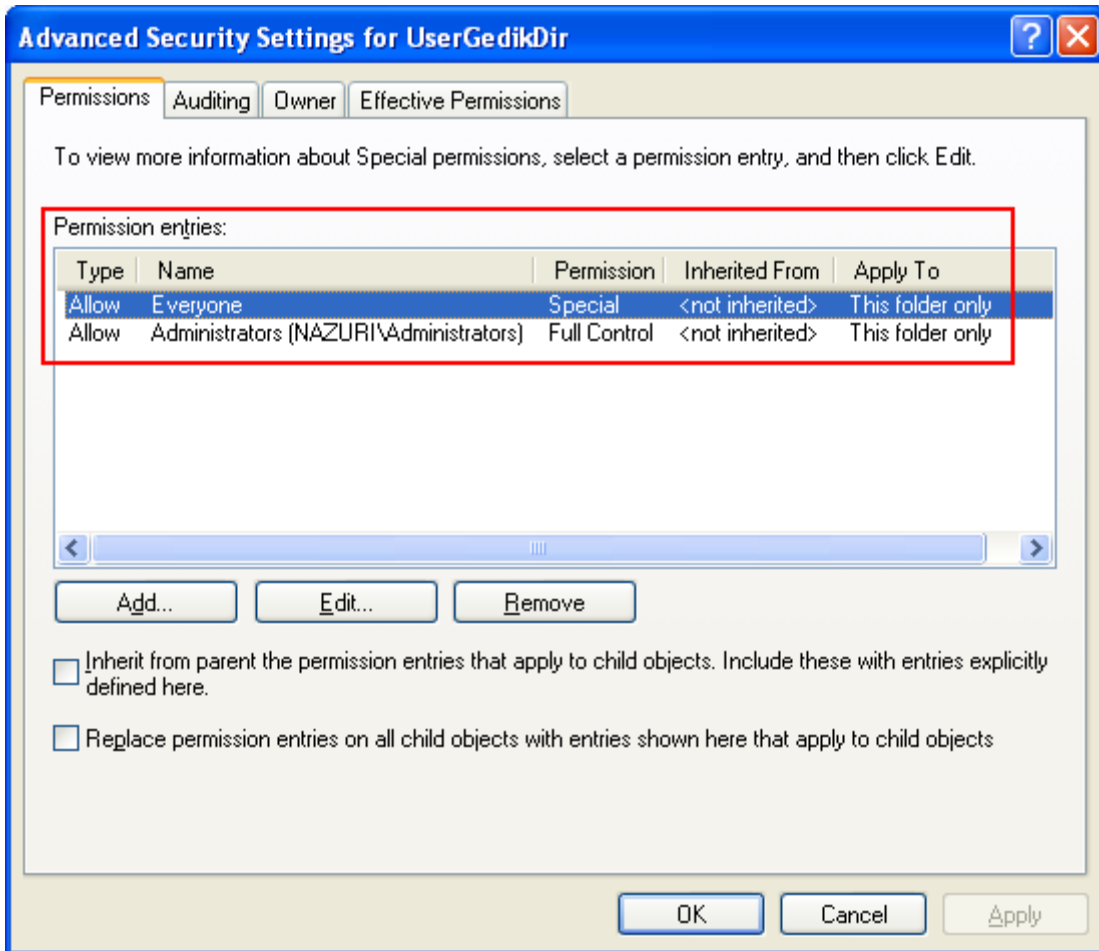 Advanced Security Settings for UserGedikDir
Permissions Auditing Owner Effective Permissions
To view more information about Special permissions, select a permission entry, and then click Edit.
Permission entries:
Type Name Permission Inherited From Apply To
Allow Everyone Special <not inherited> This folder only
Allow Administrators (NAZURI\Administrators) Full Control <not inherited> This folder only
Add... Edit... Remove
Inherit from parent the permission entries that apply to child objects. Include these with entries explicitly
defined here.
Replace permission entries on all child objects with entries shown here that apply to child objects
OK Cancel Apply